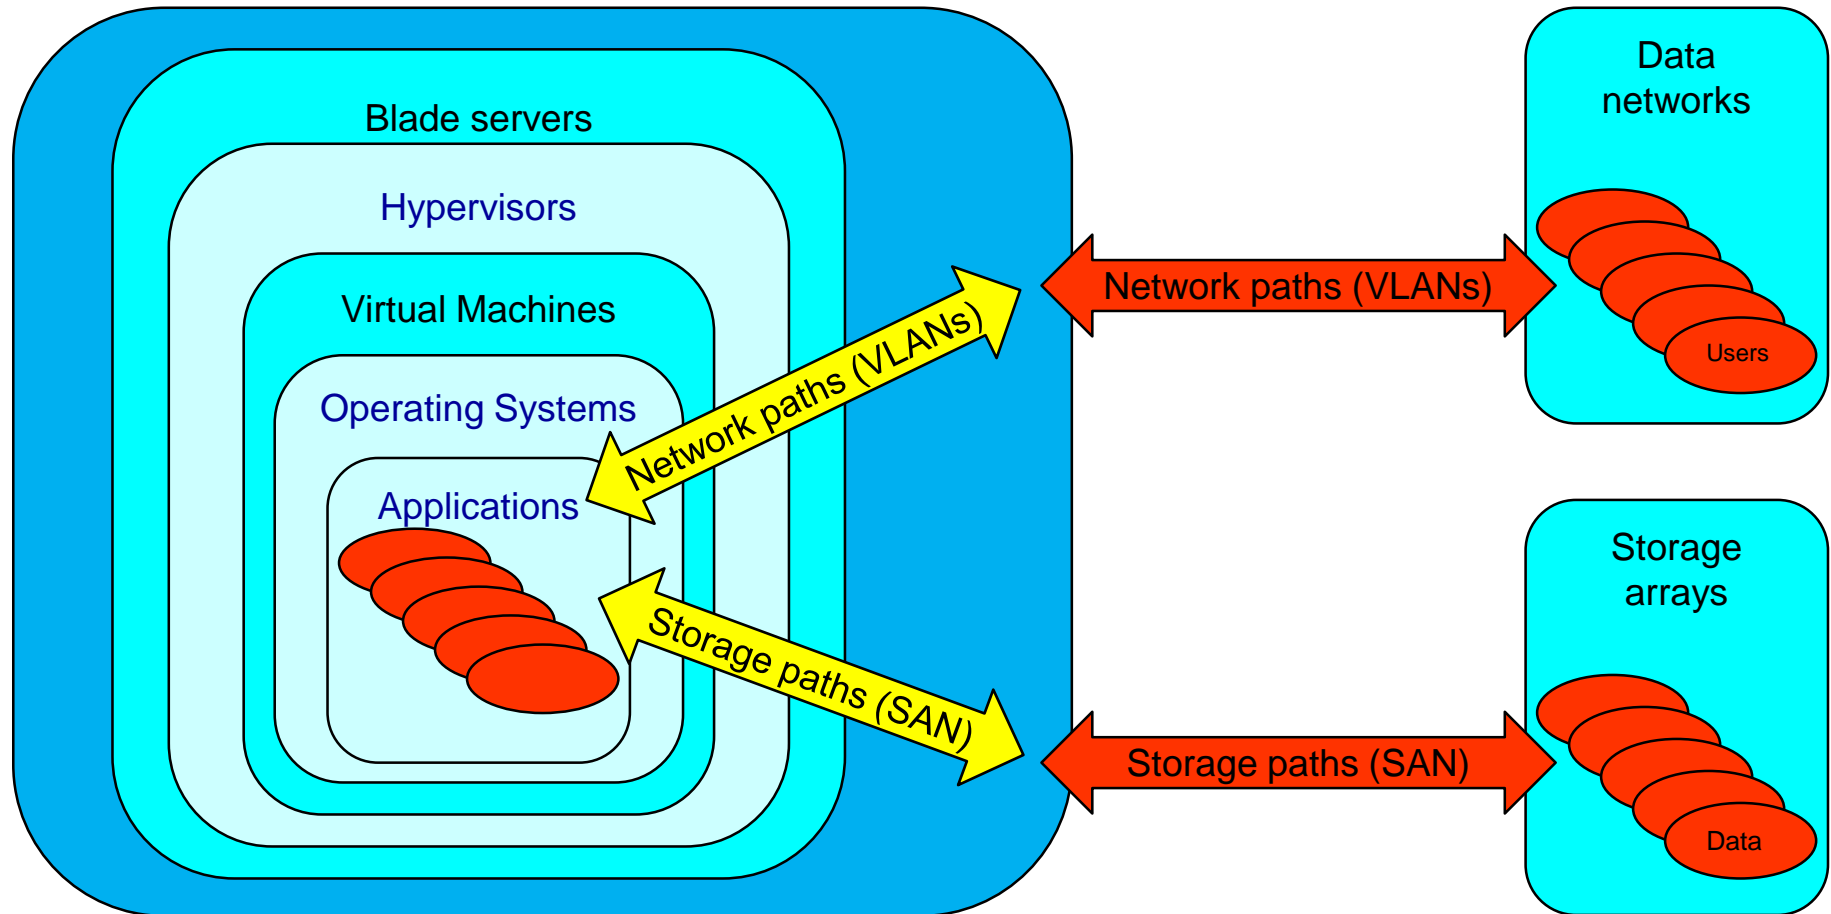 Blade servers
Hypervisors
Virtual Machines
Operating Systems
Applications
Network paths (VLANs)
Storage paths (SAN)
Network paths (VLANs)
Storage paths (SAN)
Data
networks
Users
Storage
arrays
Data